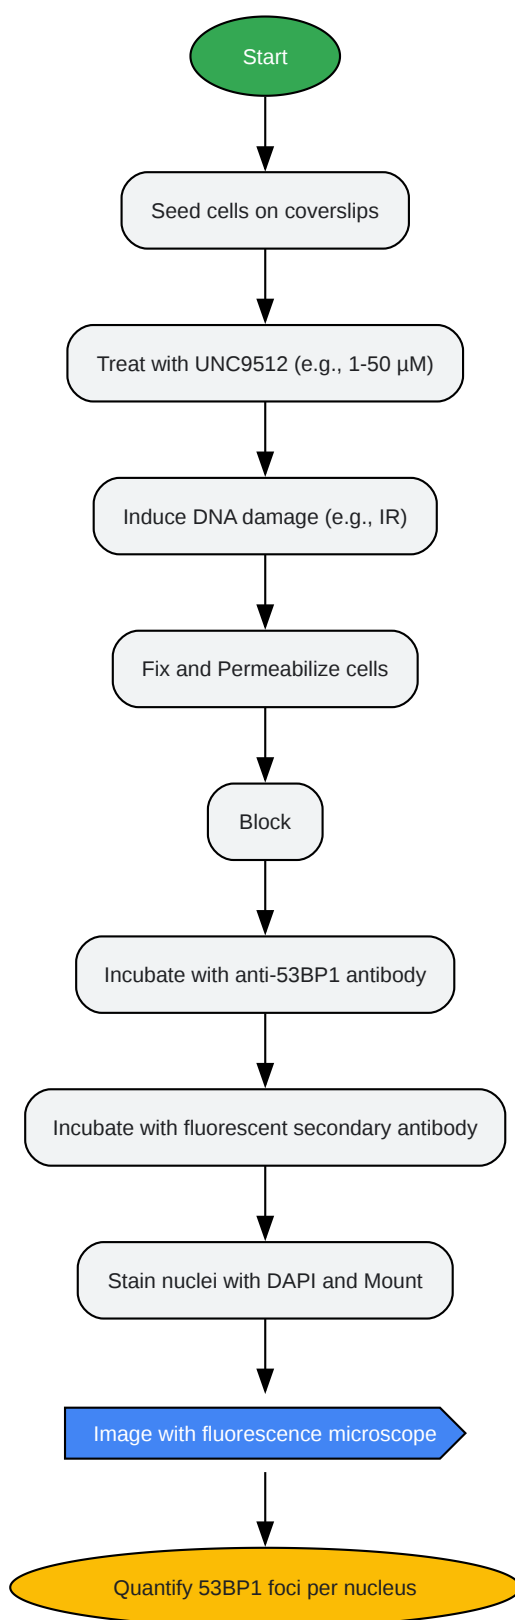 Start
Seed cells on coverslips
Treat with UNC9512 (e.g., 1-50 µM)
Induce DNA damage (e.g., IR)
Fix and Permeabilize cells
Block
Incubate with anti-53BP1 antibody
Incubate with fluorescent secondary antibody
Stain nuclei with DAPI and Mount
Image with fluorescence microscope
Quantify 53BP1 foci per nucleus